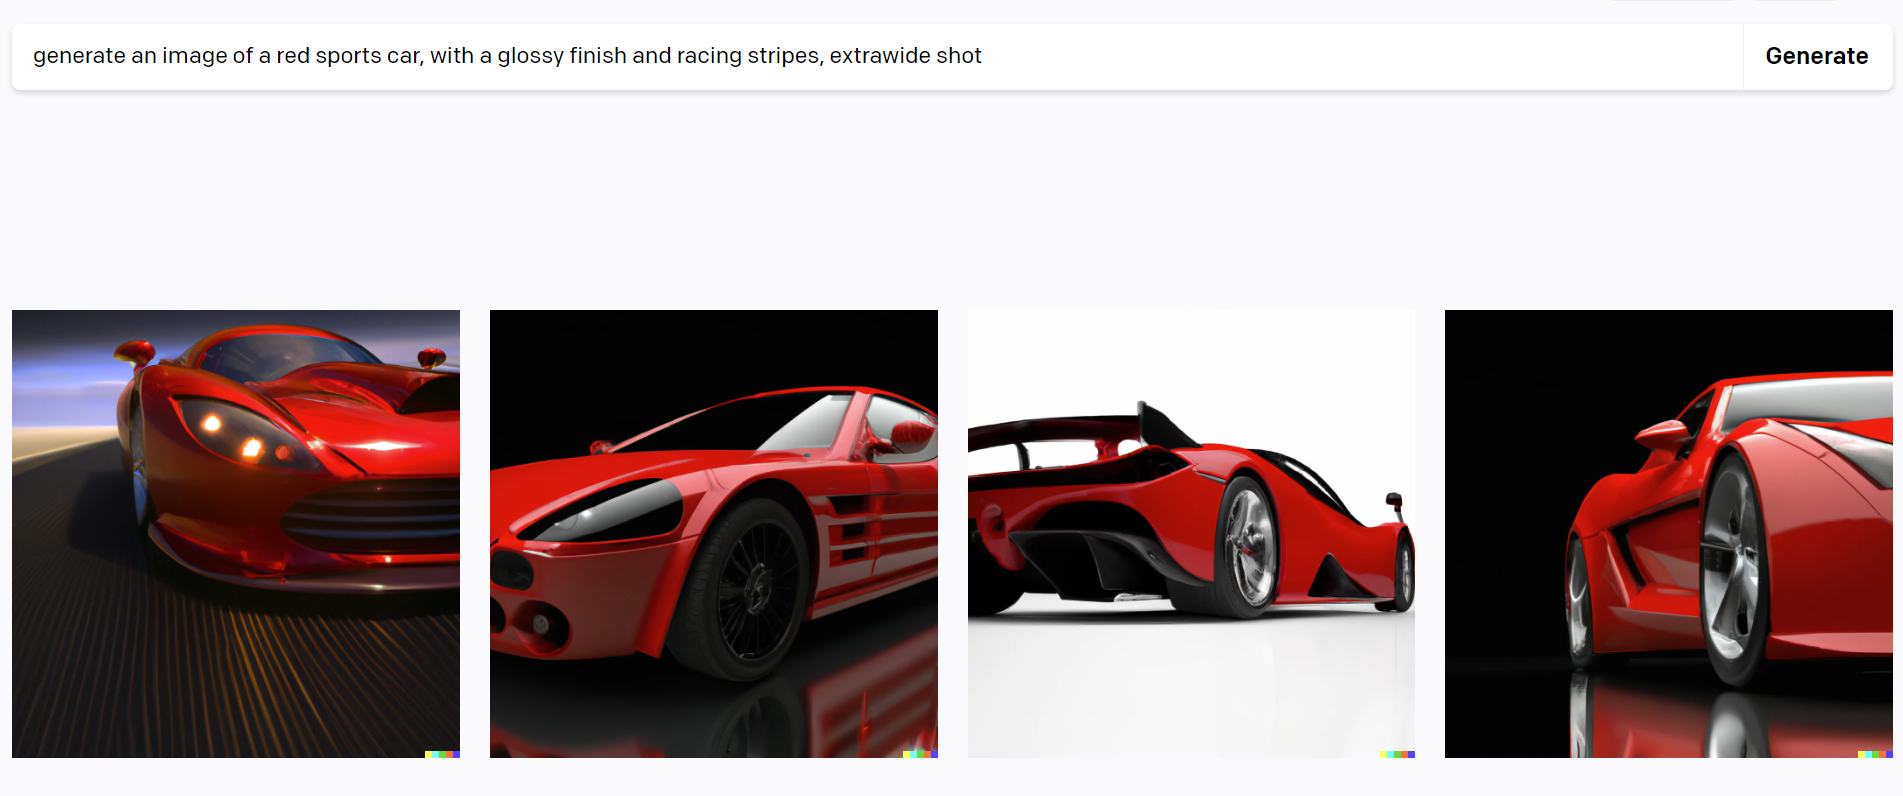 generate an image of a red sports car, with a glossy finish and racing stripes, extrawide shot
Generate